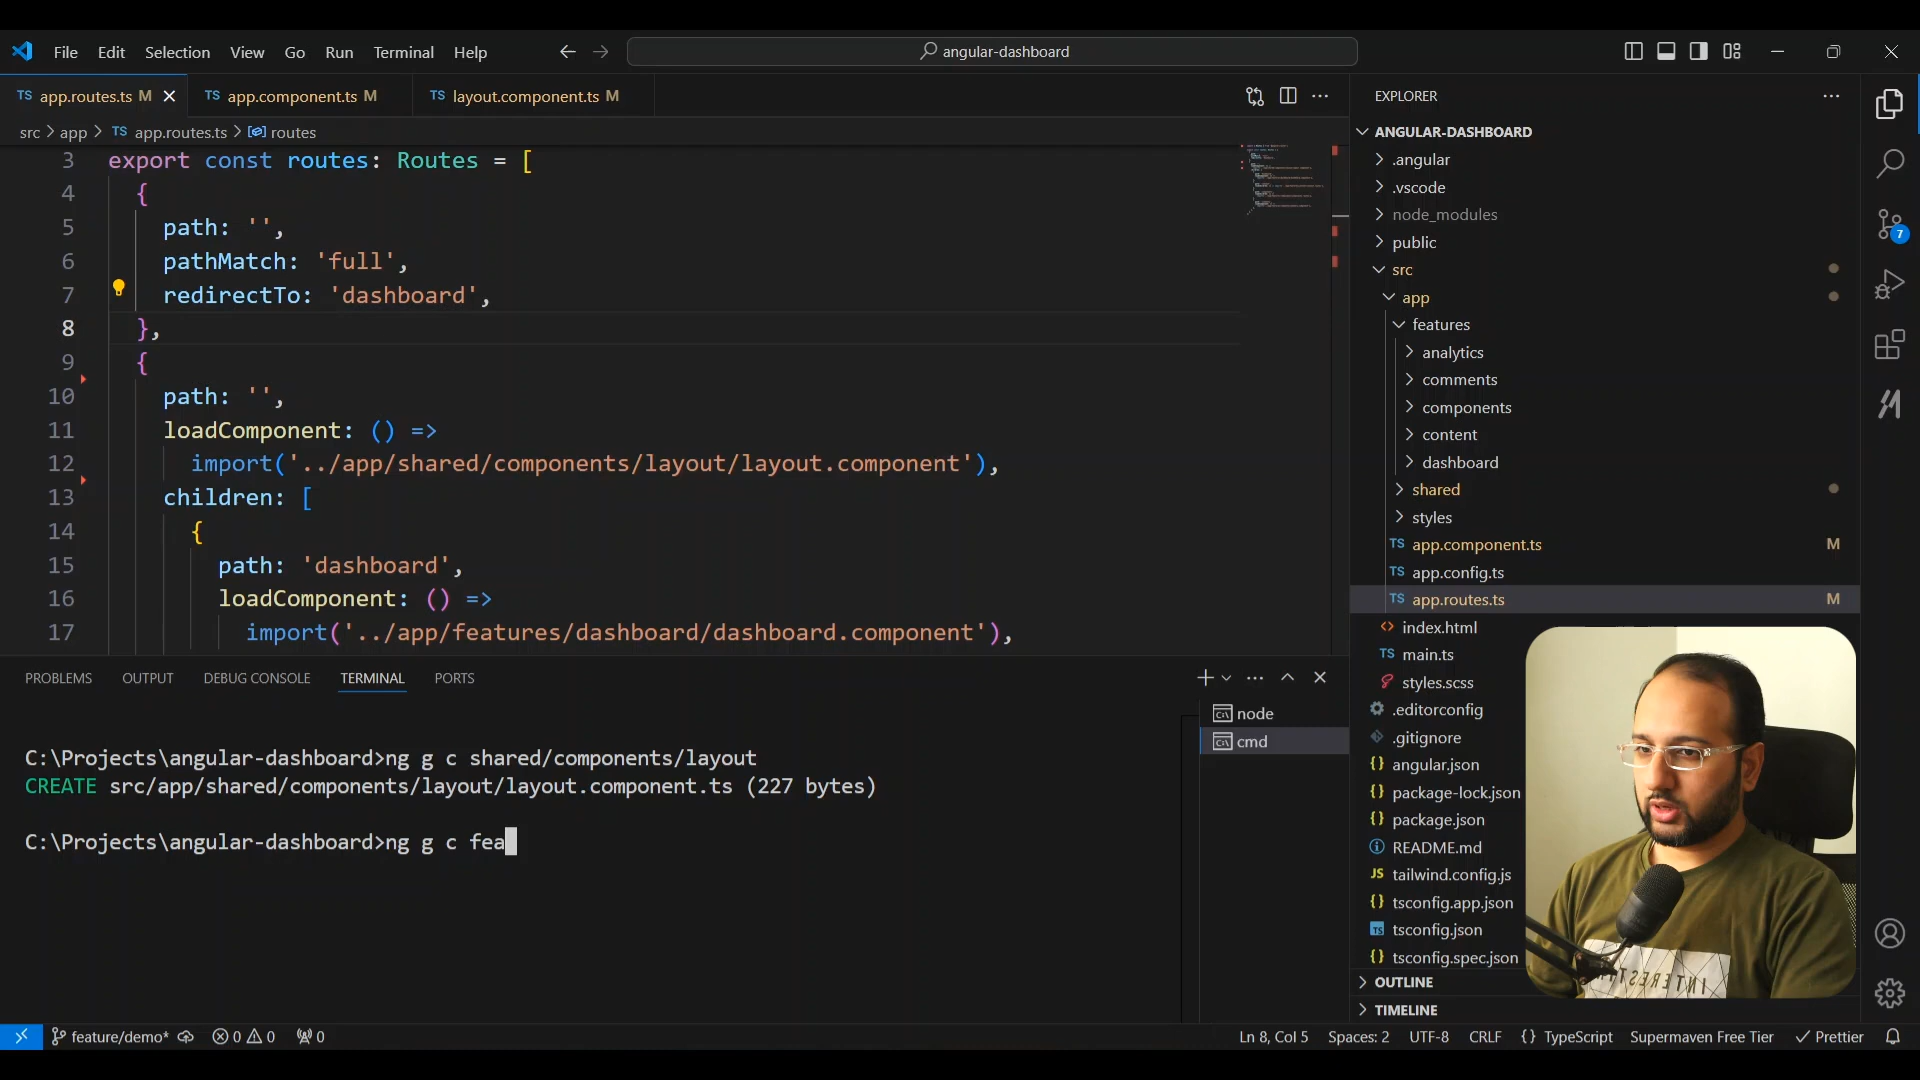 File Edit Selection View Go Run Terminal Help
angular-dashboard
TS app.routes.ts M
TS app.component.ts M
TS layout.component.ts M
src > app > TS app.routes.ts > routes
3 export const routes: Routes = [
4 {
5 path: '',
6 pathMatch: 'full',
7 redirectTo: 'dashboard',
8 },
9 {
10 path: '',
11 loadComponent: () =>
12 import('../app/shared/components/layout/layout.component'),
13 children: [
14 {
15 path: 'dashboard',
16 loadComponent: () =>
17 import('../app/features/dashboard/dashboard.component'),
PROBLEMS OUTPUT DEBUG CONSOLE TERMINAL PORTS
C:\Projects\angular-dashboard>ng g c shared/components/layout
CREATE src/app/shared/components/layout/layout.component.ts (227 bytes)
C:\Projects\angular-dashboard>ng g c fea
node
cmd
EXPLORER
ANGULAR-DASHBOARD
.angular
.vscode
node_modules
public
src
app
features
analytics
comments
components
content
dashboard
shared
styles
TS app.component.ts M
TS app.config.ts
TS app.routes.ts M
<> index.html
TS main.ts
styles.scss
.editorconfig
.gitignore
{} angular.json
{} package-lock.json
{} package.json
README.md
JS tailwind.config.js
{} tsconfig.app.json
TS tsconfig.json
{} tsconfig.spec.json
OUTLINE
TIMELINE
7
feature/demo* 0 0 0
Ln 8, Col 5 Spaces: 2 UTF-8 CRLF {} TypeScript Supermaven Free Tier Prettier